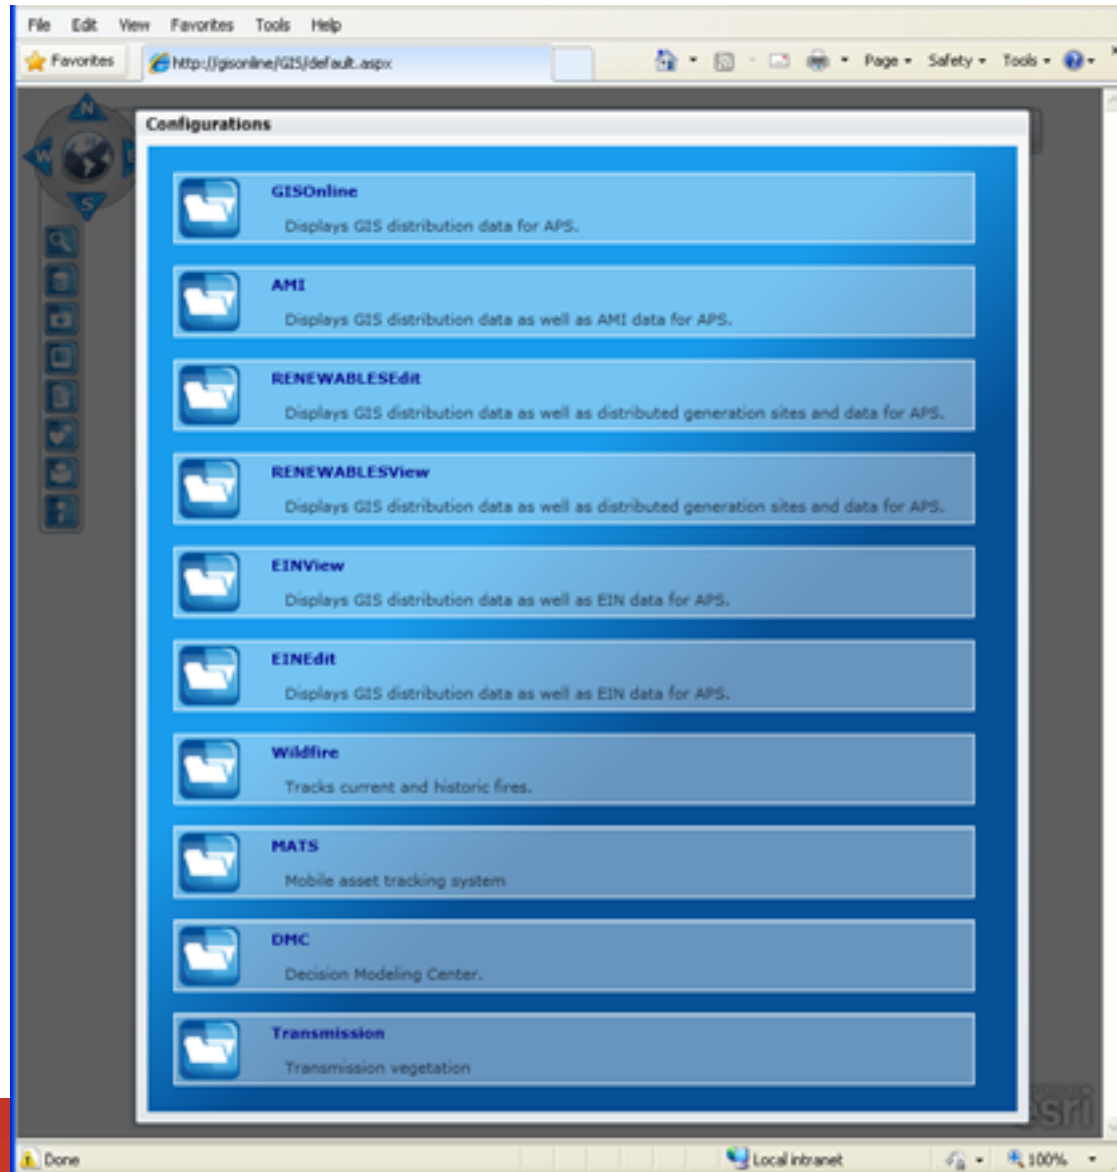 File Edit View Favorites Tools Help
Favorites http://gisonline/GIS/default.aspx Page Safety Tools
N
W E
S
Configurations
GISOnline
Displays GIS distribution data for APS.
AMI
Displays GIS distribution data as well as AMI data for APS.
RENEWABLESEdit
Displays GIS distribution data as well as distributed generation sites and data for APS.
RENEWABLESView
Displays GIS distribution data as well as distributed generation sites and data for APS.
EINView
Displays GIS distribution data as well as EIN data for APS.
EINEdit
Displays GIS distribution data as well as EIN data for APS.
Wildfire
Tracks current and historic fires.
MATS
Mobile asset tracking system
DMC
Decision Modeling Center.
Transmission
Transmission vegetation
esri
Done Local intranet 100%